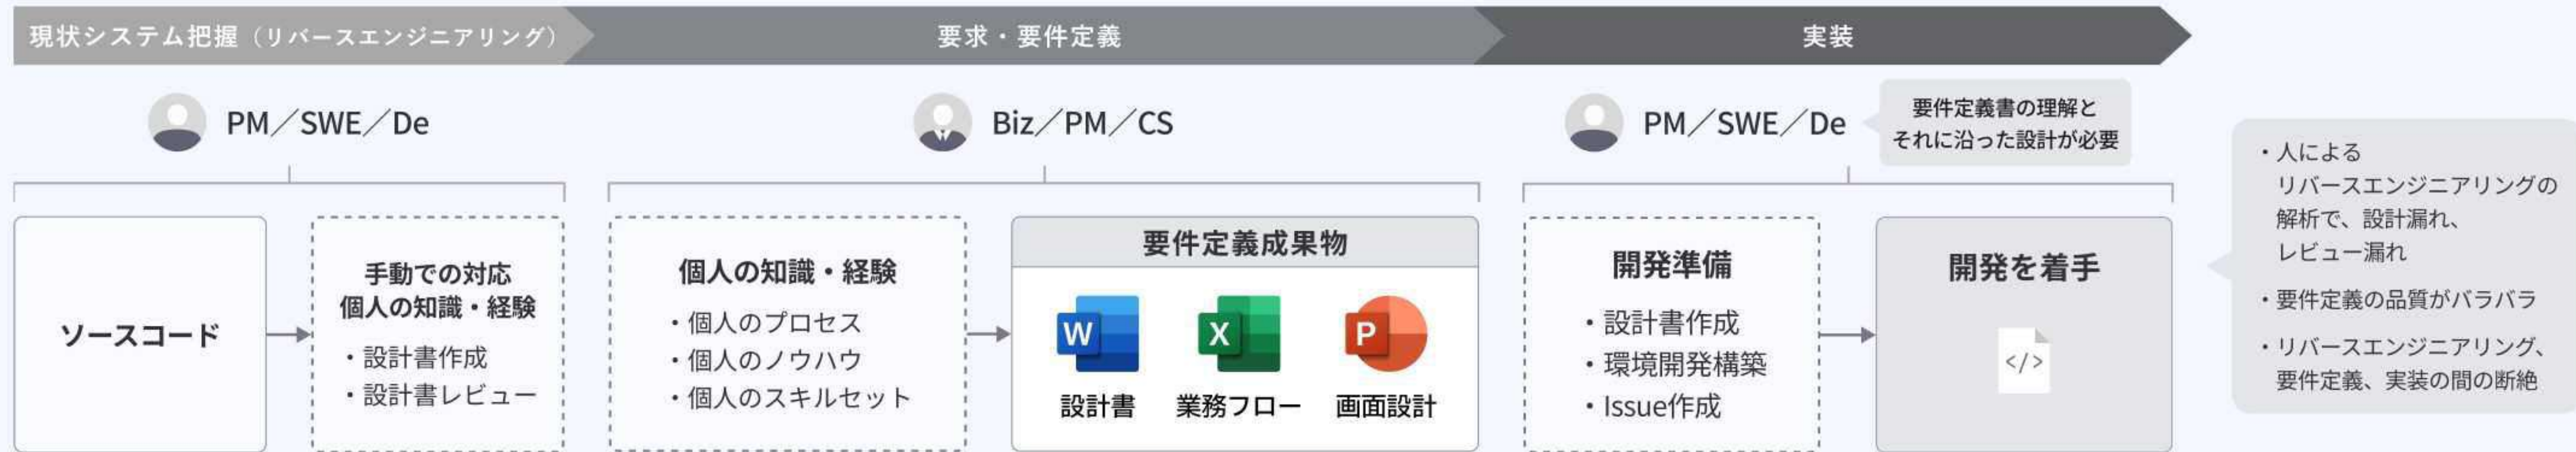 現状システム把握（リバースエンジニアリング）
要求・要件定義
実装
PM／SWE／De
Biz／PM／CS
PM／SWE／De
要件定義書の理解と
それに沿った設計が必要
ソースコード
手動での対応
個人の知識・経験
・設計書作成
・設計書レビュー
個人の知識・経験
・個人のプロセス
・個人のノウハウ
・個人のスキルセット
要件定義成果物
W
設計書
X
業務フロー
P
画面設計
開発準備
・設計書作成
・環境開発構築
・Issue作成
開発を着手
</>
・人による
リバースエンジニアリングの
解析で、設計漏れ、
レビュー漏れ
・要件定義の品質がバラバラ
・リバースエンジニアリング、
要件定義、実装の間の断絶